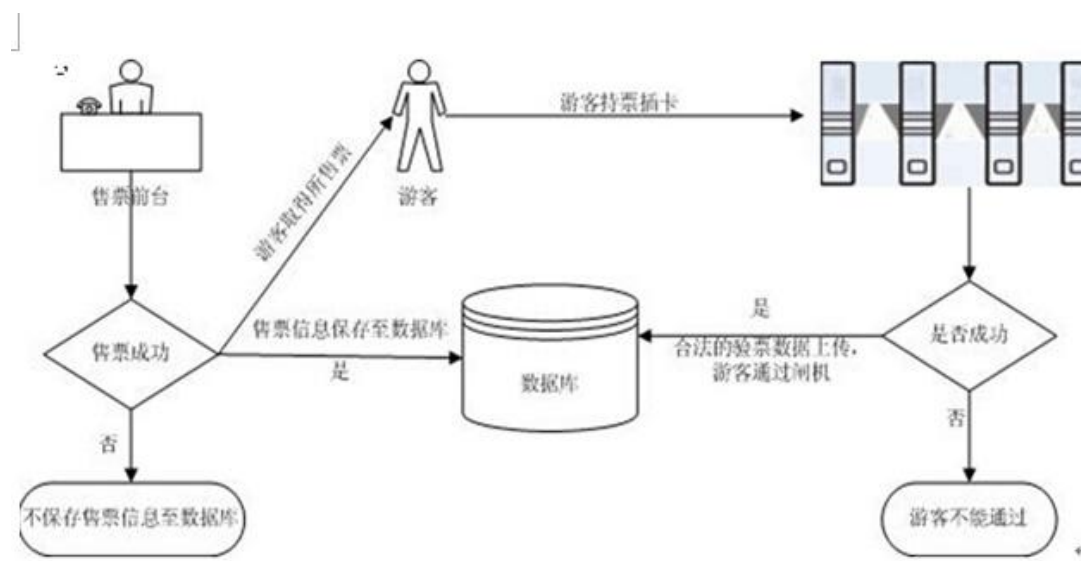 游客持票插卡
售票前台
游客
游客取得所售票
售票信息保存至数据库
是
是
合法的验票数据上传，
游客通过闸机
售票成功
数据库
是否成功
否
否
不保存售票信息至数据库
游客不能通过